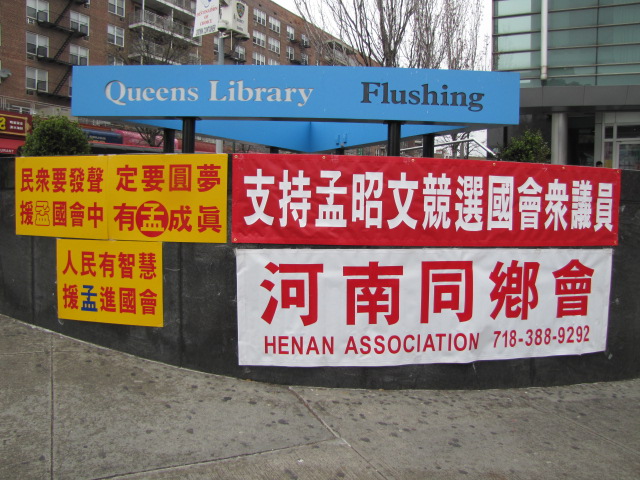 Queens Library Flushing
民衆要發聲
援孟國會中
定要圓夢
有孟成真
人民有智慧
援孟進國會
支持孟昭文競選國會衆議員
河南同鄉會
HENAN ASSOCIATION 718-388-9292